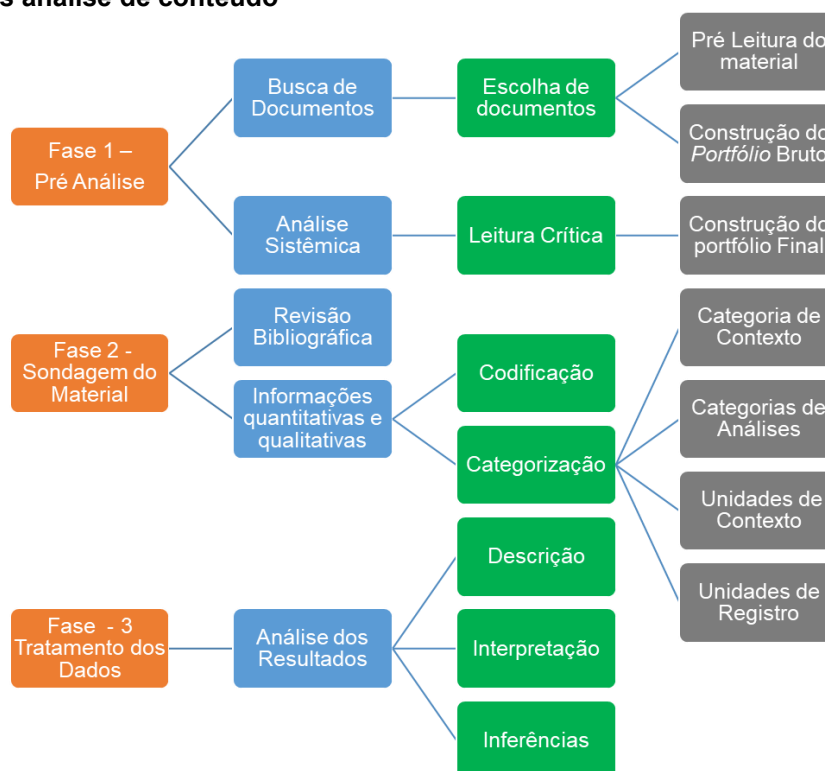 s análise de conteúdo
Pré Leitura do
material
Busca de
Documentos
Escolha de
documentos
Construção do
Portfólio Bruto
Fase 1 –
Pré Análise
Análise
Sistêmica
Leitura Crítica
Construção do
portfólio Final
Revisão
Bibliográfica
Categoria de
Contexto
Fase 2 -
Sondagem do
Material
Codificação
Informações
quantitativas e
qualitativas
Categorias de
Análises
Categorização
Unidades de
Contexto
Descrição
Unidades de
Registro
Fase - 3
Tratamento dos
Dados
Análise dos
Resultados
Interpretação
Inferências